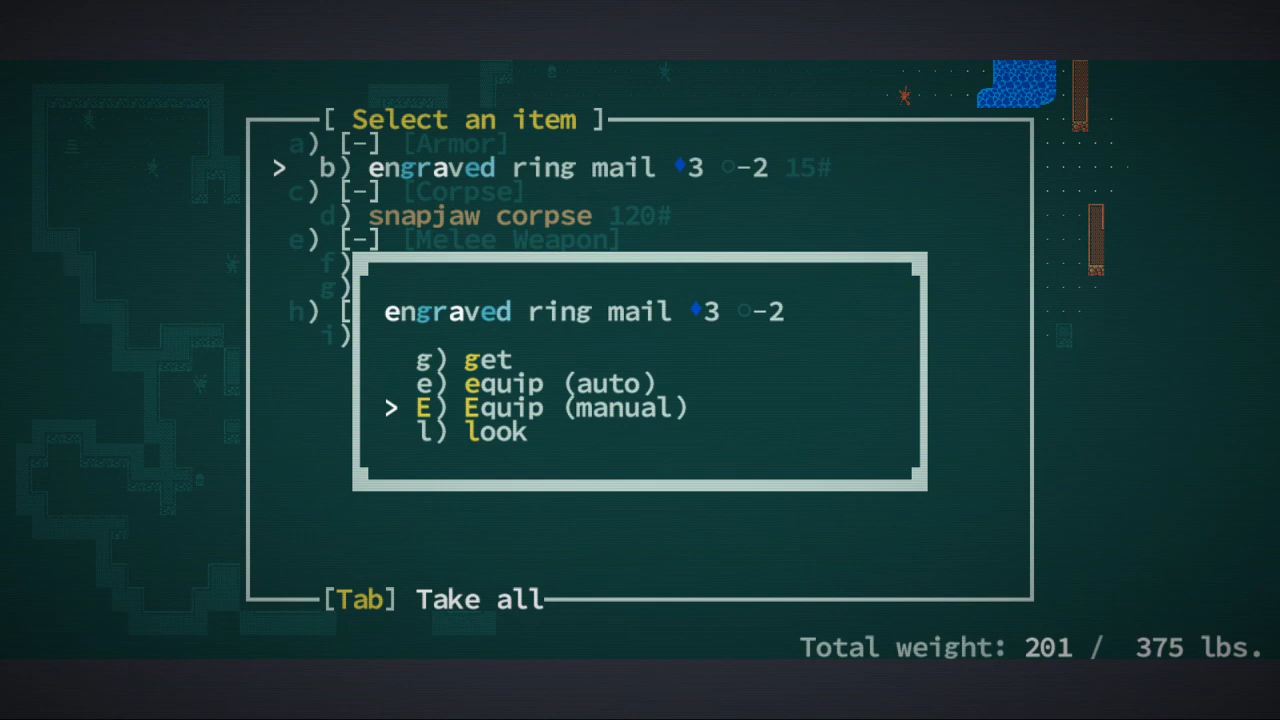 [ Select an item ]
a) [-] [Armor]
> b) engraved ring mail ♦3 ○-2 15#
c) [-] [Corpse]
d) snapjaw corpse 120#
e) [-] [Melee Weapon]
f)
g)
h) [
i)
engraved ring mail ♦3 ○-2
g) get
e) equip (auto)
> E) Equip (manual)
l) look
[Tab] Take all
Total weight: 201 / 375 lbs.